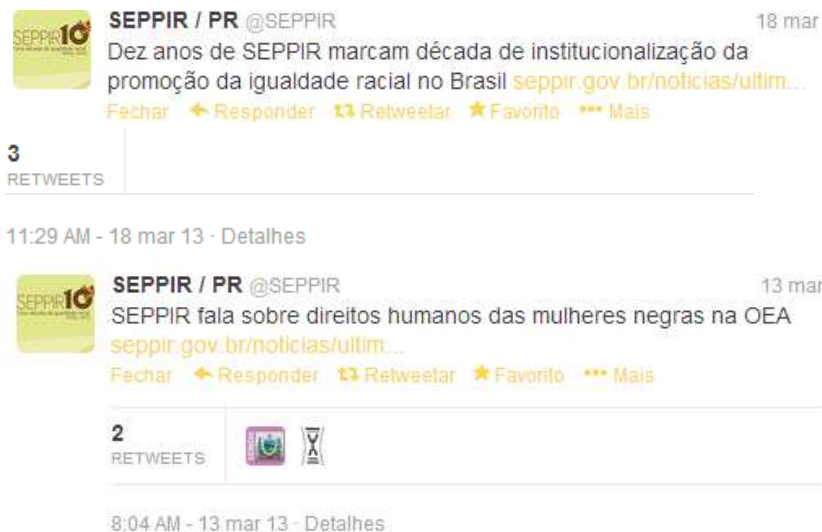 SEPPIR10
SEPPIR / PR @SEPPIR 18 mar
Dez anos de SEPPIR marcam década de institucionalização da
promoção da igualdade racial no Brasil seppir.gov.br/noticias/ultim...
Fechar Responder Retweetar Favorito Mais
3
RETWEETS
11:29 AM - 18 mar 13 · Detalhes
SEPPIR10
SEPPIR / PR @SEPPIR 13 mar
SEPPIR fala sobre direitos humanos das mulheres negras na OEA
seppir.gov.br/noticias/ultim...
Fechar Responder Retweetar Favorito Mais
2
RETWEETS
8:04 AM - 13 mar 13 · Detalhes